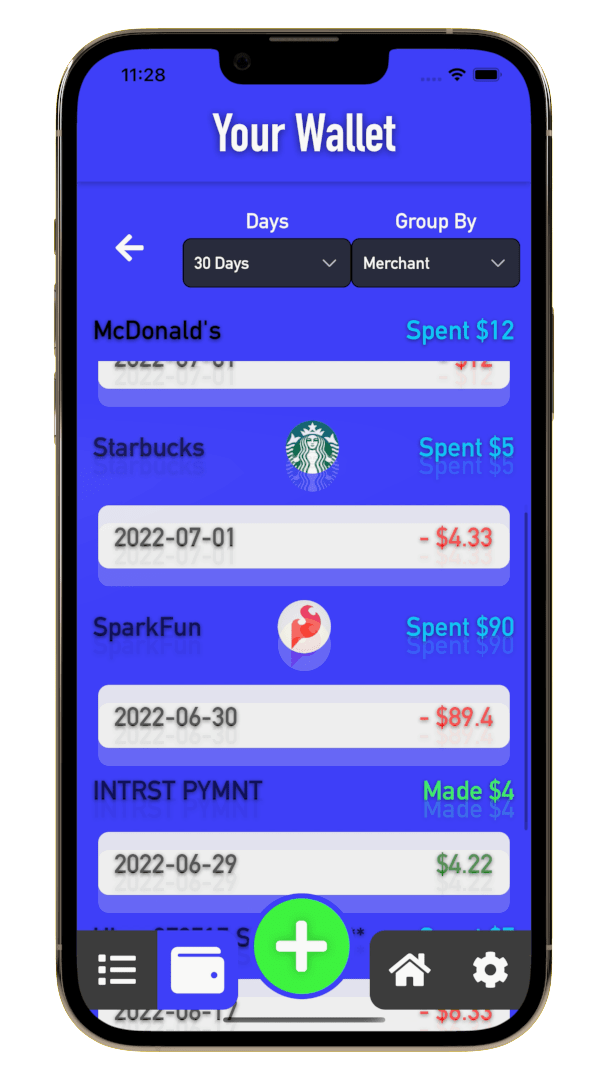 11:28
Your Wallet
Days Group By
30 Days Merchant
McDonald's Spent $12
2022-07-01 - $12
Starbucks Spent $5
2022-07-01 - $4.33
SparkFun Spent $90
2022-06-30 - $89.4
INTRST PYMNT Made $4
2022-06-29 $4.22
2022-06-17 - $6.33